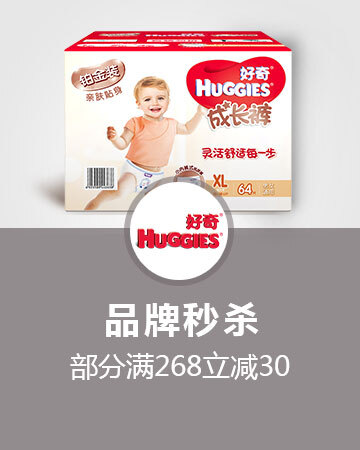 铂金装
亲肤贴身
好奇
HUGGIES
成长裤
灵活舒适每一步
XL
64
好奇
HUGGIES
品牌秒杀
部分满268立减30